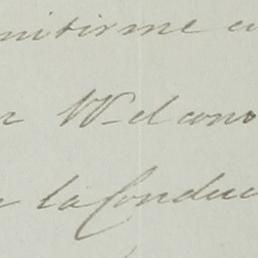 mitirme
r W- el cono
e la Conduc